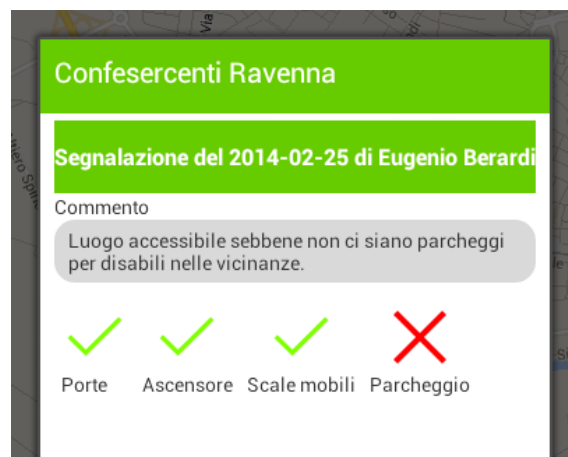 Via
Confesercenti Ravenna
Segnalazione del 2014-02-25 di Eugenio Berardi
Commento
Luogo accessibile sebbene non ci siano parcheggi
per disabili nelle vicinanze.
Porte Ascensore Scale mobili Parcheggio